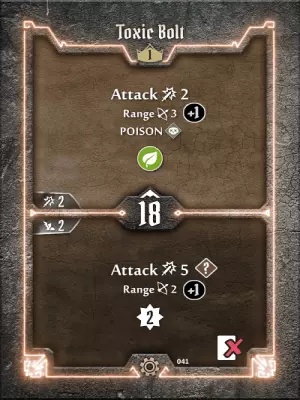 Toxic Bolt
1
Attack 2
Range 3 +1
POISON
2
18
2
Attack 5 ?
Range 2 +1
2
041